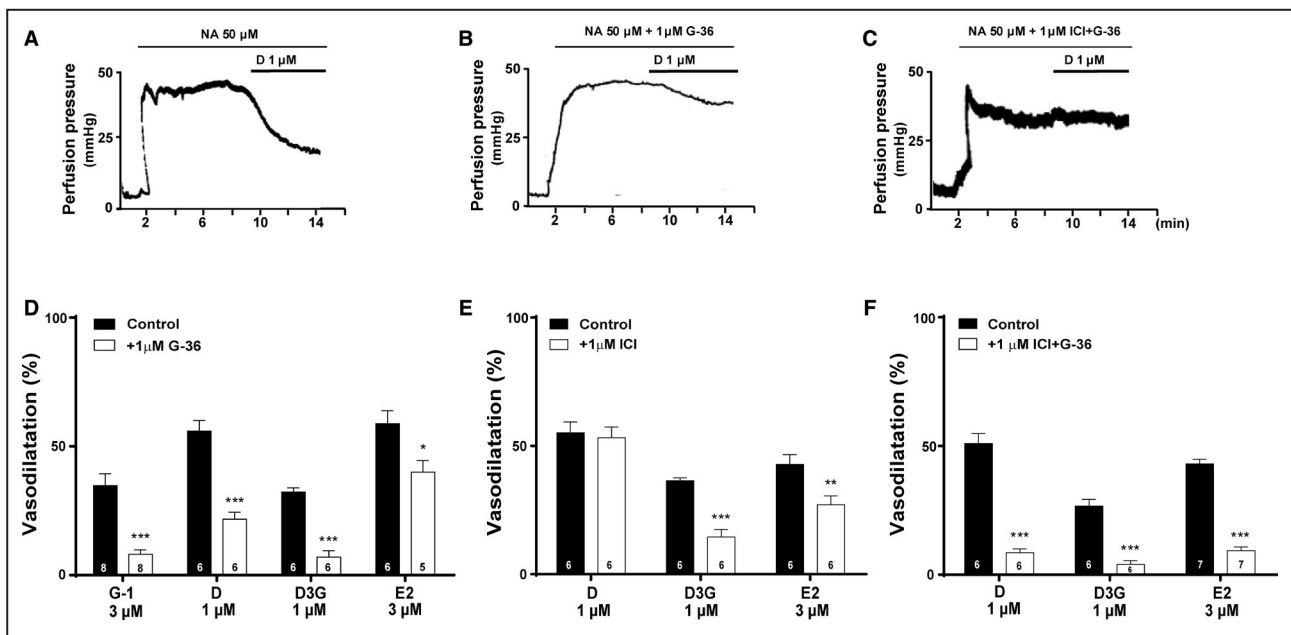 A
NA 50 µM
D 1 µM
Perfusion pressure
(mmHg)
50
25
0
2 6 10 14
B
NA 50 µM + 1µM G-36
D 1 µM
Perfusion pressure
(mmHg)
50
25
0
2 6 10 14
C
NA 50 µM + 1µM ICI+G-36
D 1 µM
Perfusion pressure
(mmHg)
50
25
0
2 6 10 14 (min)
D
Control
+1µM G-36
Vasodilatation (%)
100
50
0
*** *** *** *
8 8 6 6 6 6 6 5
G-1 D D3G E2
3 µM 1 µM 1 µM 3 µM
E
Control
+1µM ICI
Vasodilatation (%)
100
50
0
*** **
6 6 6 6 6 6
D D3G E2
1 µM 1 µM 3 µM
F
Control
+1 µM ICI+G-36
Vasodilatation (%)
100
50
0
*** *** ***
6 6 6 6 7 7
D D3G E2
1 µM 1 µM 3 µM